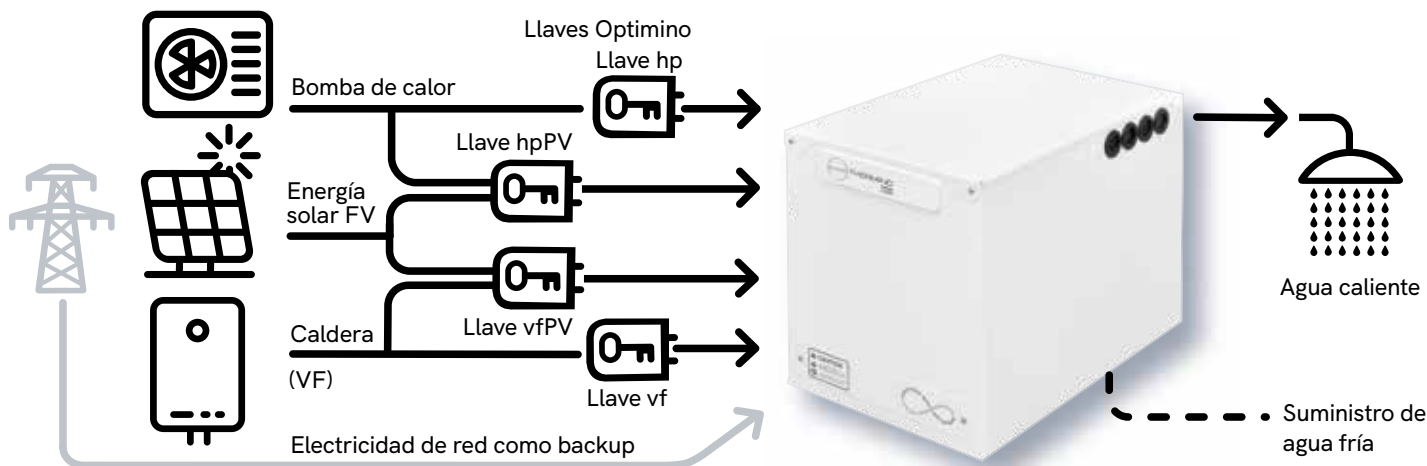 Llaves Optimino
Llave hp
Bomba de calor
Llave hpPV
Energía
solar FV
Llave vfPV
Caldera
(VF)
Llave vf
Electricidad de red como backup
Agua caliente
Suministro de
agua fría